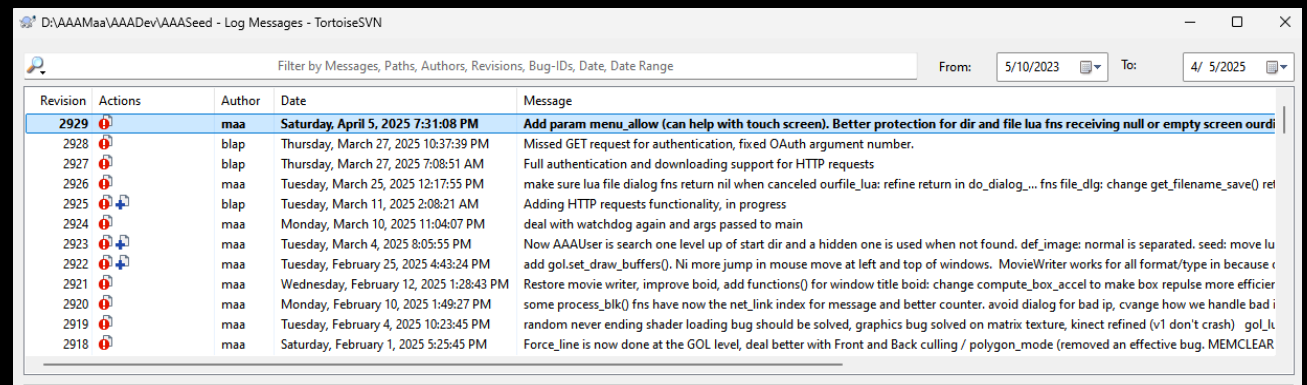 D:\AAAMaa\AAADev\AAASeed - Log Messages - TortoiseSVN
Filter by Messages, Paths, Authors, Revisions, Bug-IDs, Date, Date Range From: 5/10/2023 To: 4/ 5/2025
Revision Actions Author Date Message
2929 maa Saturday, April 5, 2025 7:31:08 PM Add param menu_allow (can help with touch screen). Better protection for dir and file lua fns receiving null or empty screen ourdi
2928 blap Thursday, March 27, 2025 10:37:39 PM Missed GET request for authentication, fixed OAuth argument number.
2927 blap Thursday, March 27, 2025 7:08:51 AM Full authentication and downloading support for HTTP requests
2926 maa Tuesday, March 25, 2025 12:17:55 PM make sure lua file dialog fns return nil when canceled ourfile_lua: refine return in do_dialog_... fns file_dlg: change get_filename_save() ret
2925 blap Tuesday, March 11, 2025 2:08:21 AM Adding HTTP requests functionality, in progress
2924 maa Monday, March 10, 2025 11:04:07 PM deal with watchdog again and args passed to main
2923 maa Tuesday, March 4, 2025 8:05:55 PM Now AAAUser is search one level up of start dir and a hidden one is used when not found. def_image: normal is separated. seed: move lu
2922 maa Tuesday, February 25, 2025 4:43:24 PM add gol.set_draw_buffers(). Ni more jump in mouse move at left and top of windows. MovieWriter works for all format/type in because
2921 maa Wednesday, February 12, 2025 1:28:43 PM Restore movie writer, improve boid, add functions() for window title boid: change compute_box_accel to make box repulse more efficier
2920 maa Monday, February 10, 2025 1:49:27 PM some process_blk() fns have now the net_link index for message and better counter. avoid dialog for bad ip, cvange how we handle bad i
2919 maa Tuesday, February 4, 2025 10:23:45 PM random never ending shader loading bug should be solved, graphics bug solved on matrix texture, kinect refined (v1 don't crash) gol_lu
2918 maa Saturday, February 1, 2025 5:25:45 PM Force_line is now done at the GOL level, deal better with Front and Back culling / polygon_mode (removed an effective bug. MEMCLEAR